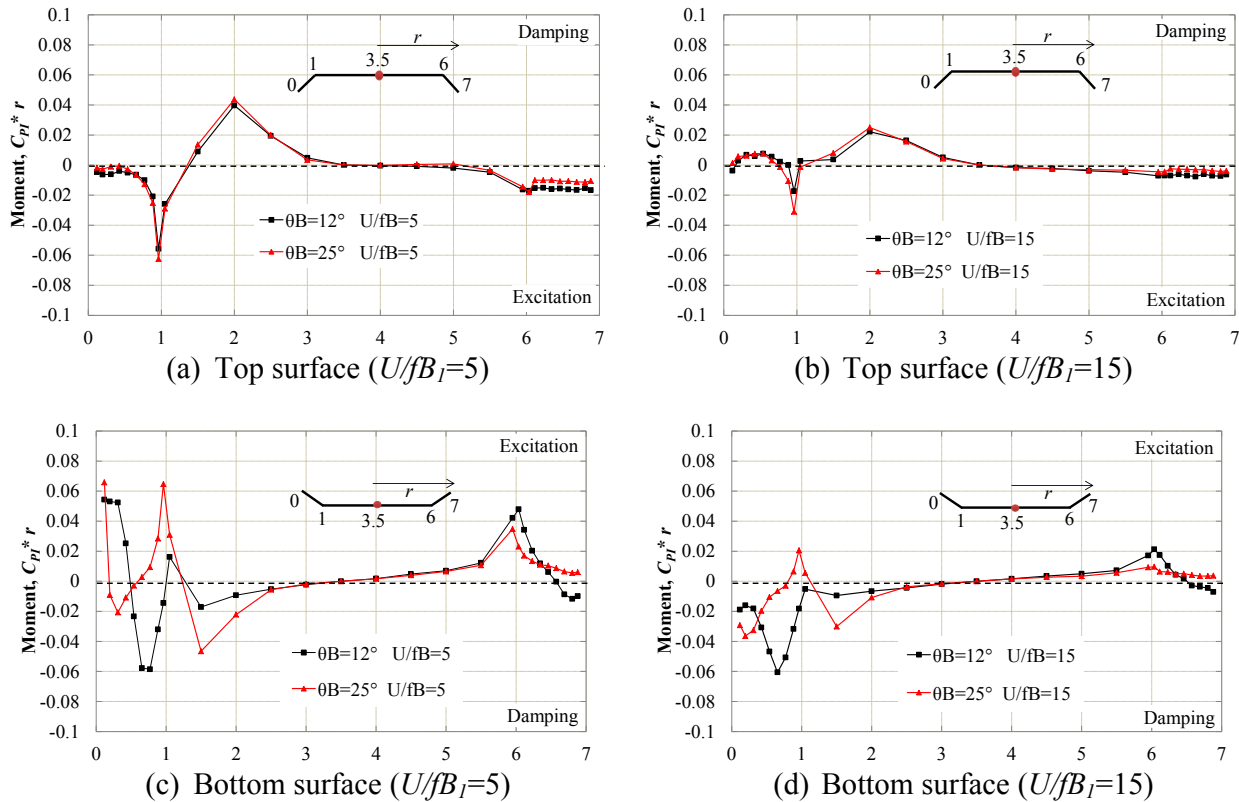 0.1
0.08
0.06
0.04
0.02
0
-0.02
-0.04
-0.06
-0.08
-0.1
Moment, C_PI* r
Damping
r
0 1 3.5 6 7
θB=12° U/fB=5
θB=25° U/fB=5
Excitation
0 1 2 3 4 5 6 7
(a) Top surface (U/fB₁=5)
0.1
0.08
0.06
0.04
0.02
0
-0.02
-0.04
-0.06
-0.08
-0.1
Moment, C_PI* r
Damping
r
0 1 3.5 6 7
θB=12° U/fB=15
θB=25° U/fB=15
Excitation
0 1 2 3 4 5 6 7
(b) Top surface (U/fB₁=15)
0.1
0.08
0.06
0.04
0.02
0
-0.02
-0.04
-0.06
-0.08
-0.1
Moment, C_PI* r
Excitation
r
0 1 3.5 6 7
θB=12° U/fB=5
θB=25° U/fB=5
Damping
0 1 2 3 4 5 6 7
(c) Bottom surface (U/fB₁=5)
0.1
0.08
0.06
0.04
0.02
0
-0.02
-0.04
-0.06
-0.08
-0.1
Moment, C_PI* r
Excitation
r
0 1 3.5 6 7
θB=12° U/fB=15
θB=25° U/fB=15
Damping
0 1 2 3 4 5 6 7
(d) Bottom surface (U/fB₁=15)